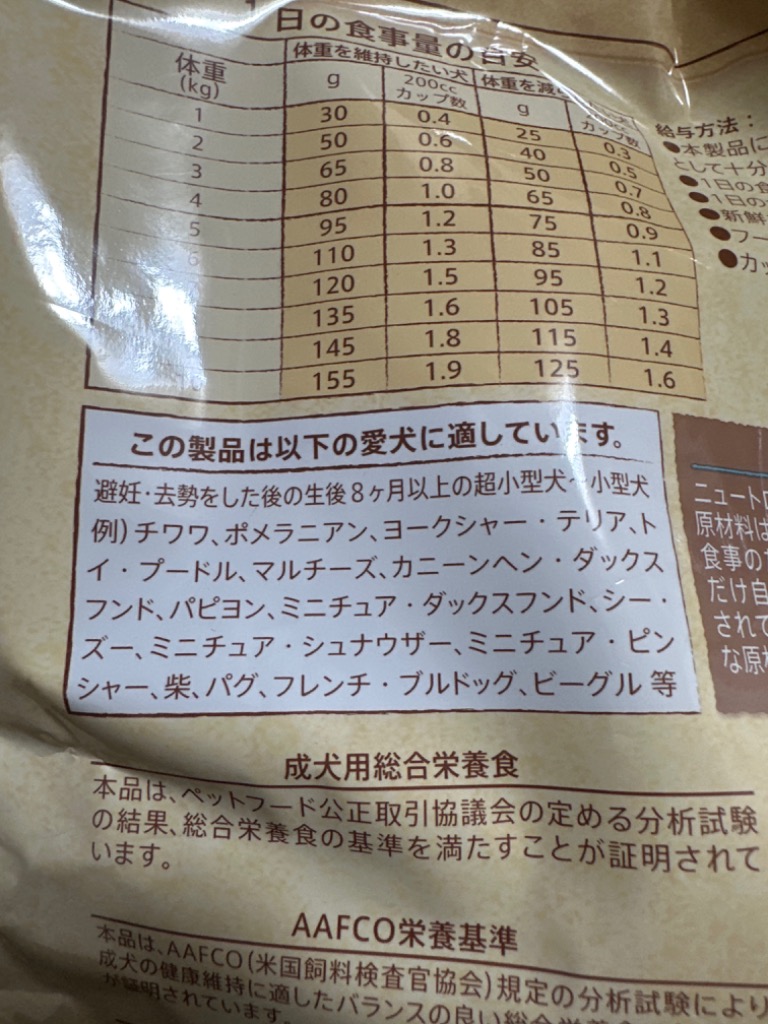 1日の食事量の目安
体重
(kg)
体重を維持したい犬
体重を減ら
g
200cc
カップ数
g
カップ数
1 30 0.4 25 0.3
2 50 0.6 40 0.5
3 65 0.8 50 0.7
4 80 1.0 65 0.8
5 95 1.2 75 0.9
6 110 1.3 85 1.1
120 1.5 95 1.2
135 1.6 105 1.3
145 1.8 115 1.4
10 155 1.9 125 1.6
給与方法：
●本製品に
として十分
●1日の食
●1日の
●新鮮
●フー
●カッ
この製品は以下の愛犬に適しています。
避妊・去勢をした後の生後8ヶ月以上の超小型犬～小型犬
例)チワワ、ポメラニアン、ヨークシャー・テリア、ト
イ・プードル、マルチーズ、カニーンヘン・ダックス
フンド、パピヨン、ミニチュア・ダックスフンド、シー・
ズー、ミニチュア・シュナウザー、ミニチュア・ピン
シャー、柴、パグ、フレンチ・ブルドッグ、ビーグル 等
ニュートロ
原材料は
食事の
だけ自
されて
な原材
成犬用総合栄養食
本品は、ペットフード公正取引協議会の定める分析試験
の結果、総合栄養食の基準を満たすことが証明されて
います。
AAFCO栄養基準
本品は、AAFCO(米国飼料検査官協会)規定の分析試験により
成犬の健康維持に適したバランスの良い総合栄養
が証明されています。